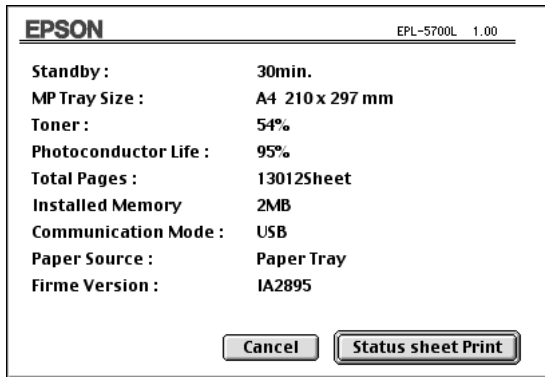 EPSON EPL-5700L 1.00
Standby : 30min.
MP Tray Size : A4 210 x 297 mm
Toner : 54%
Photoconductor Life : 95%
Total Pages : 13012Sheet
Installed Memory 2MB
Communication Mode : USB
Paper Source : Paper Tray
Firme Version : IA2895
Cancel Status sheet Print